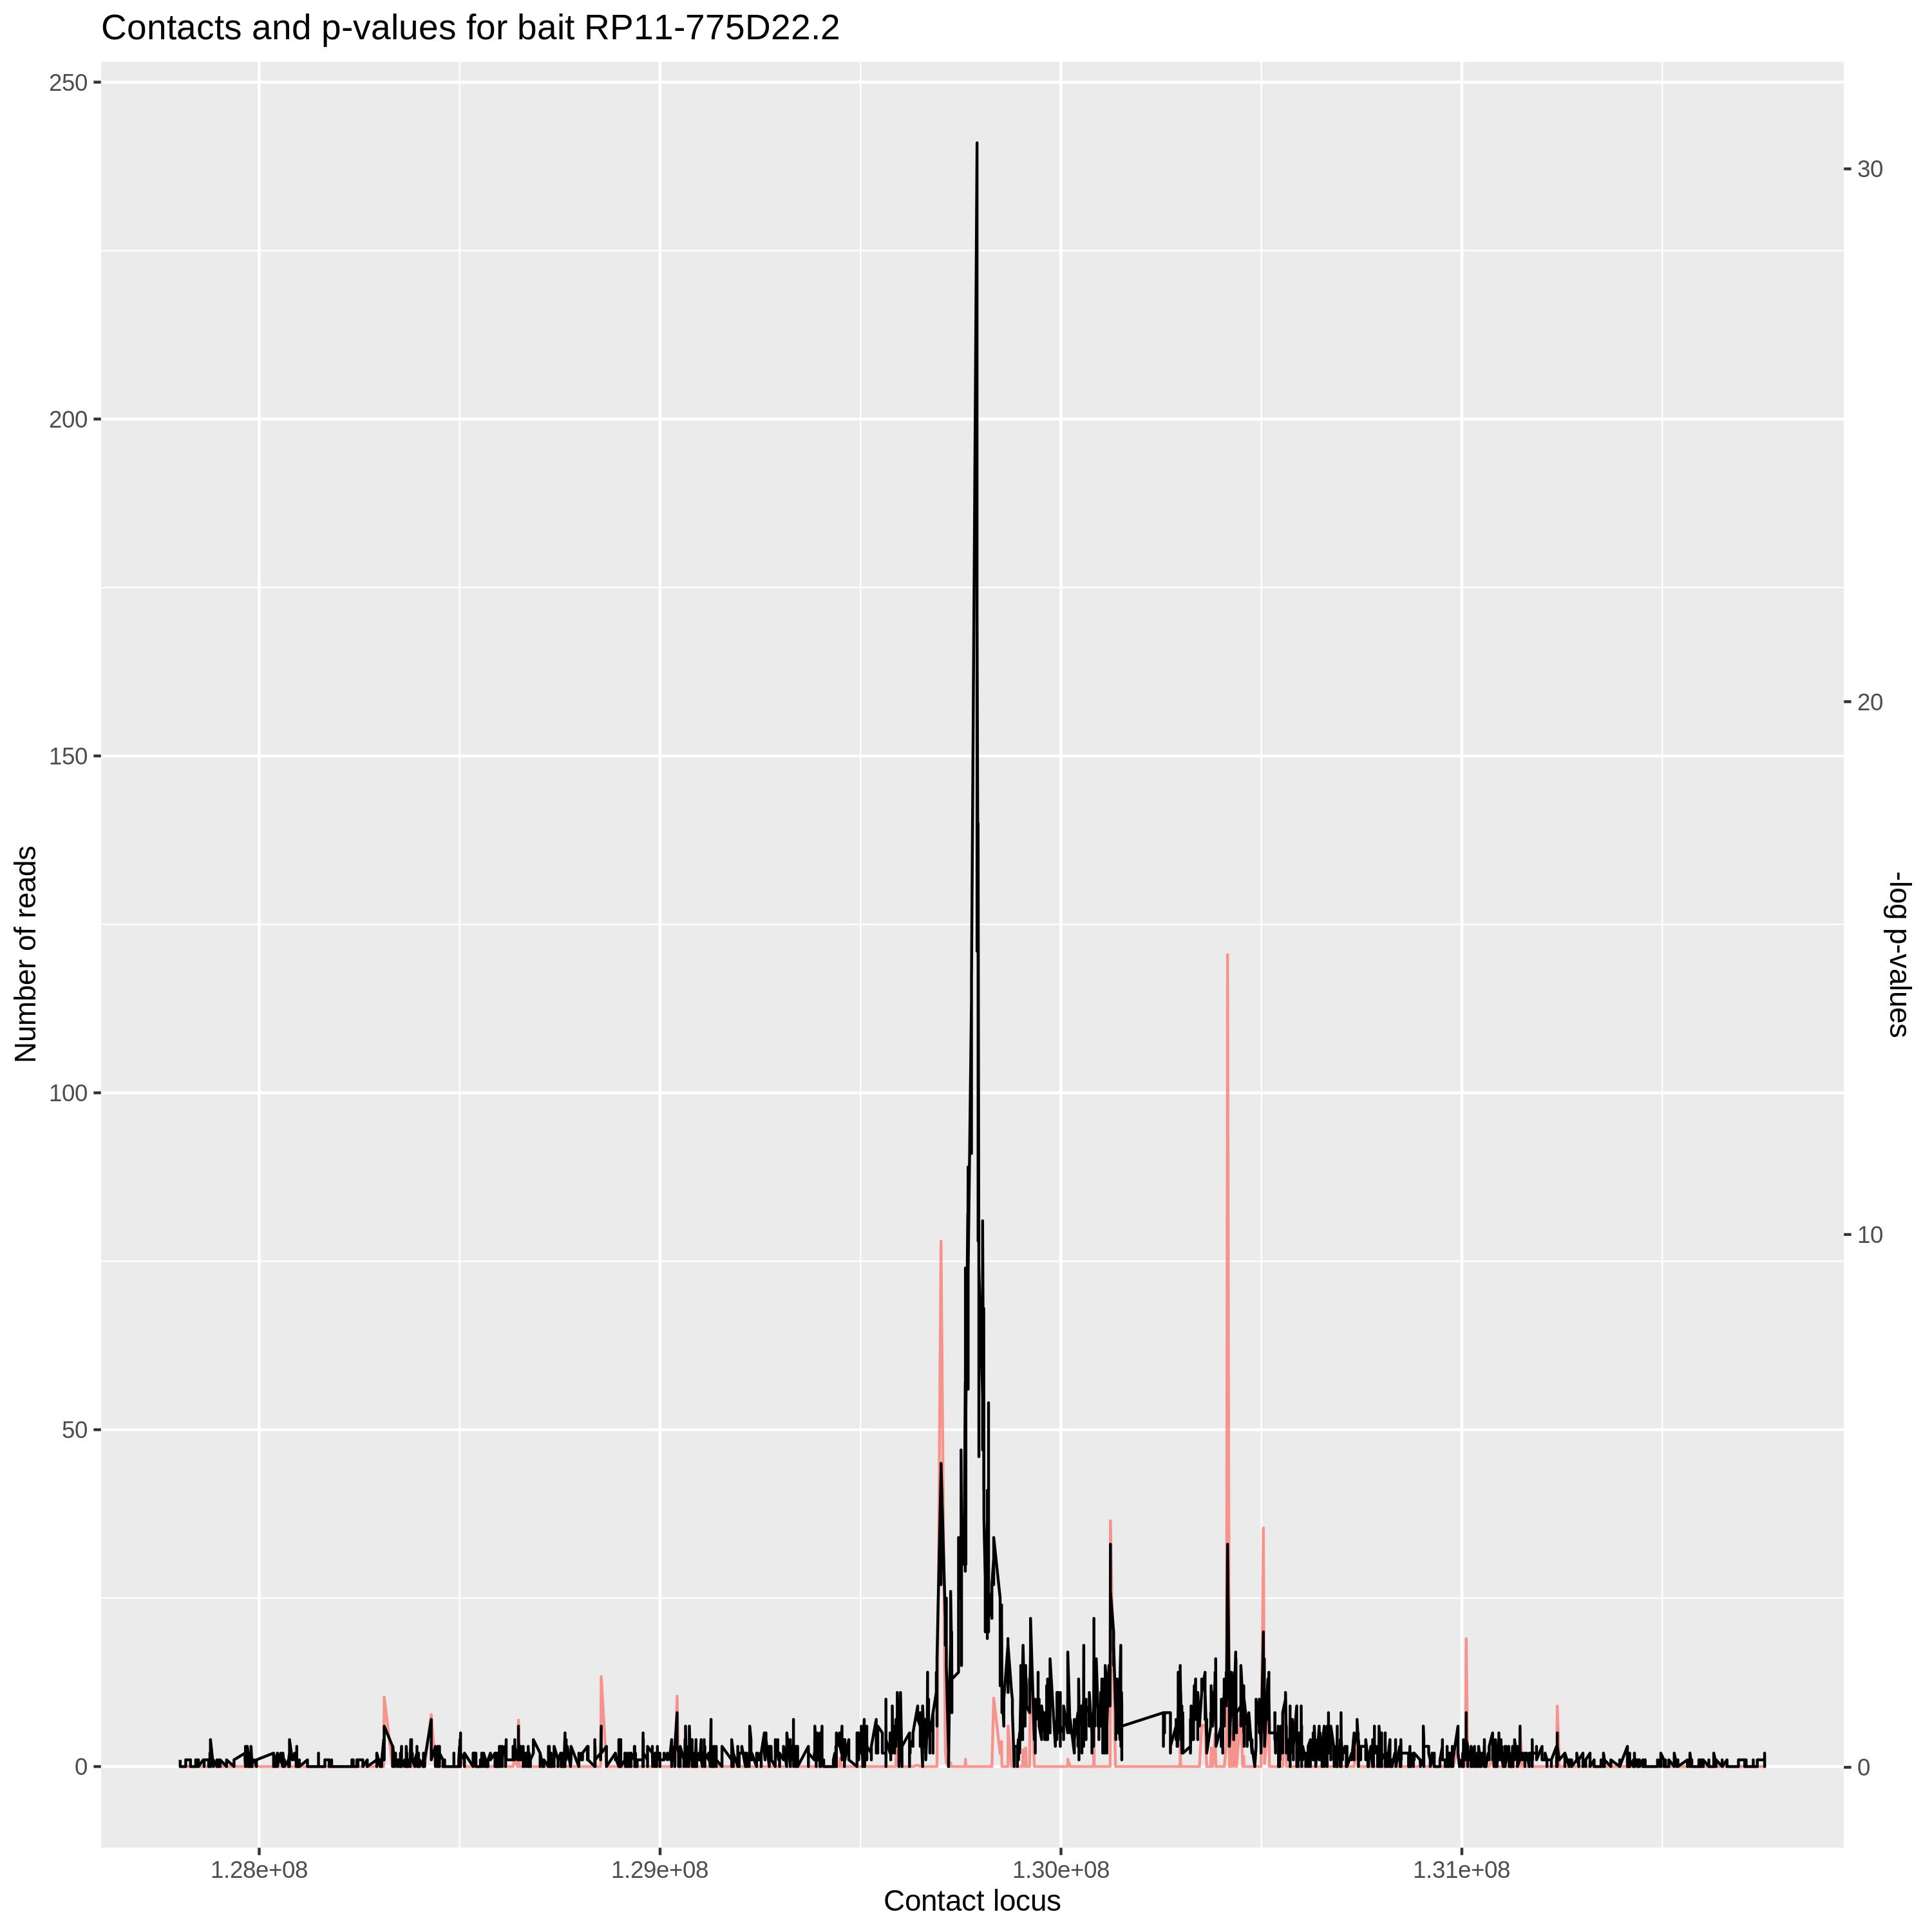 Contacts and p-values for bait RP11-775D22.2
250
200
150
100
50
0
Number of reads
30
20
10
0
-log p-values
1.28e+08
1.29e+08
1.30e+08
1.31e+08
Contact locus